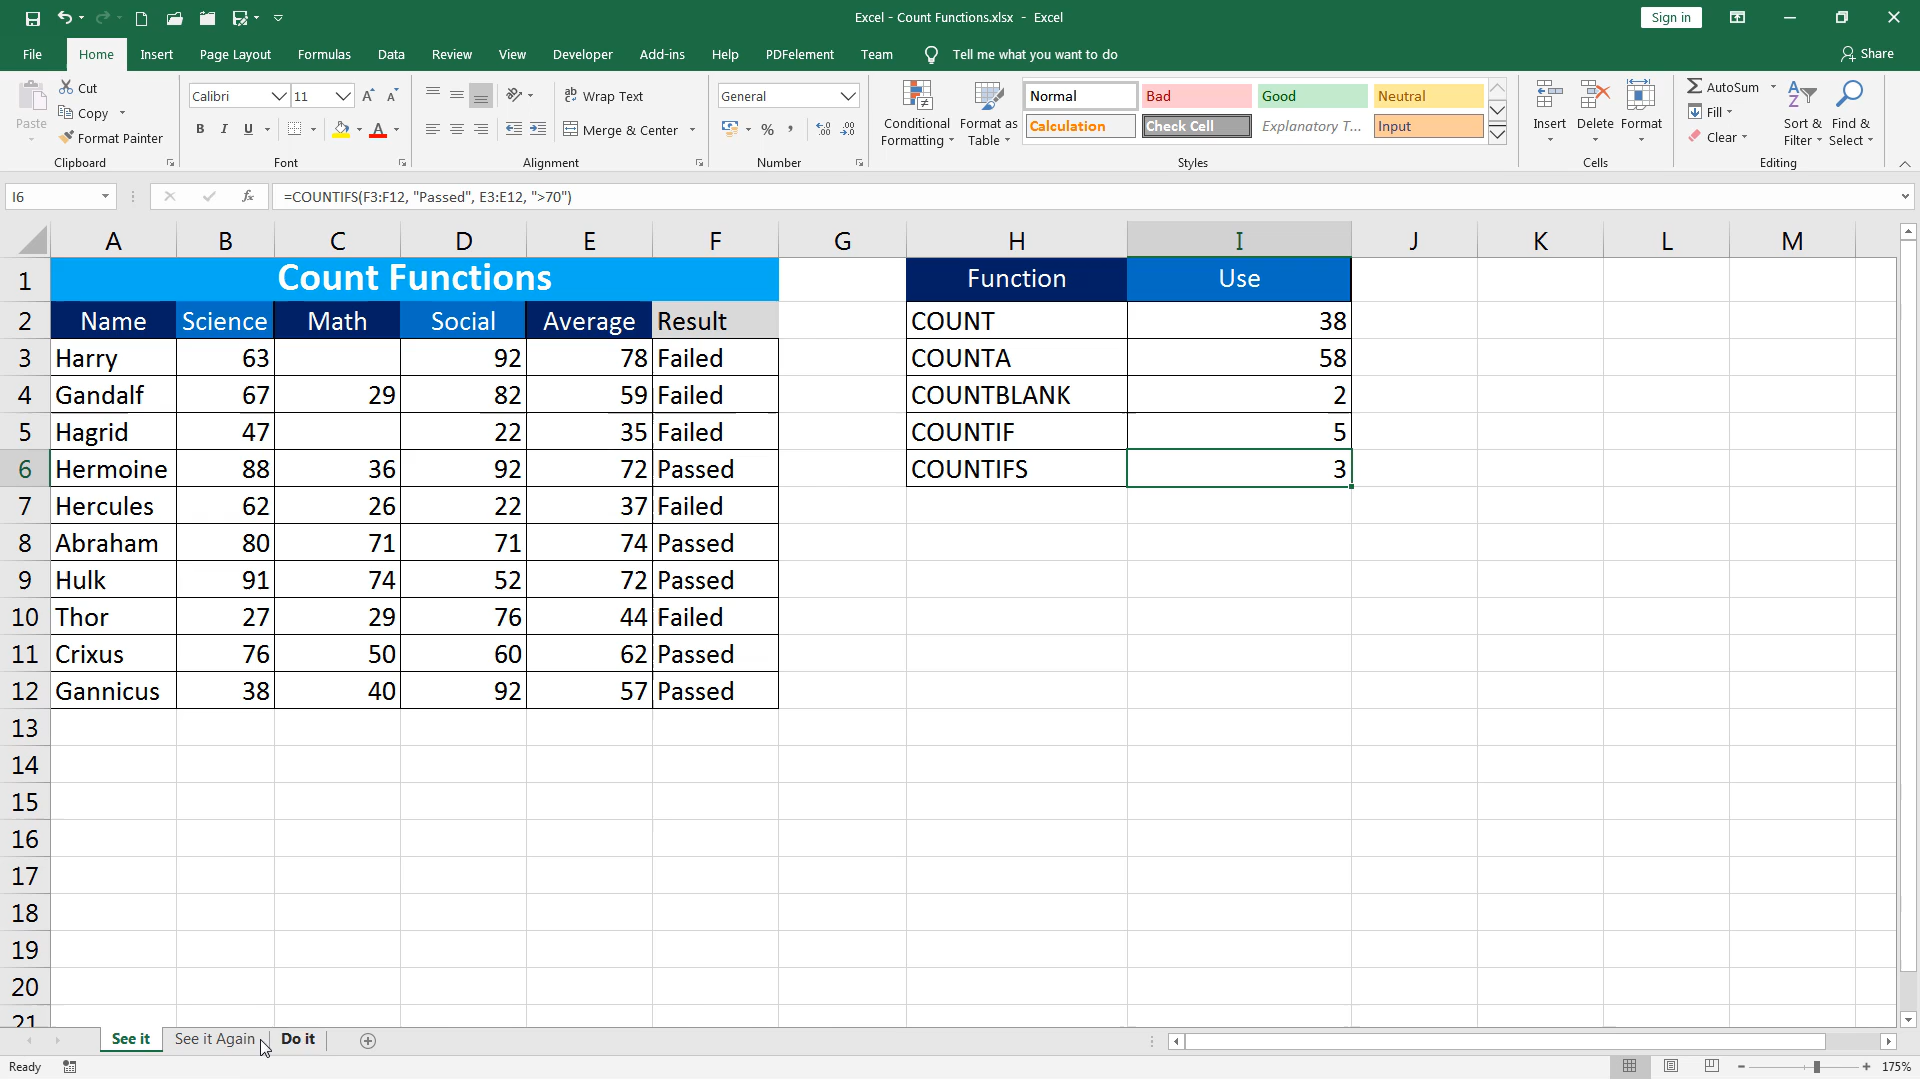 Excel - Count Functions.xlsx - Excel
Sign in
File Home Insert Page Layout Formulas Data Review View Developer Add-ins Help PDFelement Team Tell me what you want to do Share
Paste
Cut
Copy
Format Painter
Clipboard
Calibri 11
B I U
Font
Wrap Text
Merge & Center
Alignment
General
Number
Conditional Formatting
Format as Table
Normal Bad Good Neutral
Calculation Check Cell Explanatory T... Input
Styles
Insert Delete Format
Cells
AutoSum
Fill
Clear
Sort & Filter
Find & Select
Editing
I6 fx =COUNTIFS(F3:F12, "Passed", E3:E12, ">70")
A B C D E F G H I J K L M
1 Count Functions Function Use
2 Name Science Math Social Average Result COUNT 38
3 Harry 63 92 78 Failed COUNTA 58
4 Gandalf 67 29 82 59 Failed COUNTBLANK 2
5 Hagrid 47 22 35 Failed COUNTIF 5
6 Hermoine 88 36 92 72 Passed COUNTIFS 3
7 Hercules 62 26 22 37 Failed
8 Abraham 80 71 71 74 Passed
9 Hulk 91 74 52 72 Passed
10 Thor 27 29 76 44 Failed
11 Crixus 76 50 60 62 Passed
12 Gannicus 38 40 92 57 Passed
13
14
15
16
17
18
19
20
21
See it See it Again Do it
Ready 175%